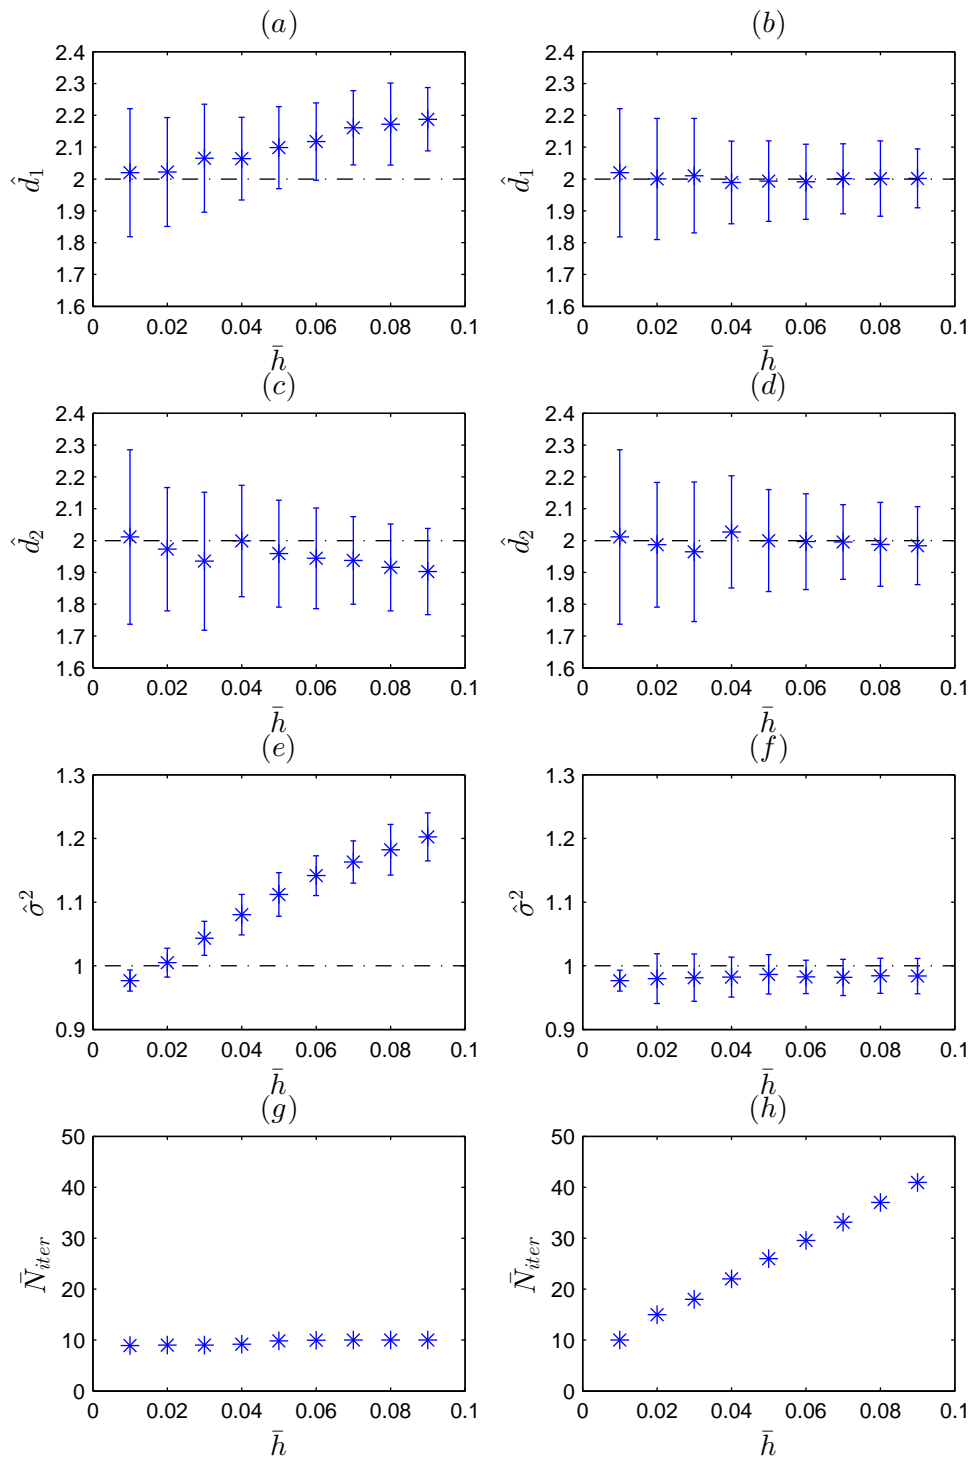 (a) (b)
2.4 2.4
2.3 2.3
2.2 2.2
2.1 2.1
d̂₁ 2 d̂₁ 2
1.9 1.9
1.8 1.8
1.7 1.7
1.6 1.6
0 0.02 0.04 0.06 0.08 0.1 0 0.02 0.04 0.06 0.08 0.1
h̄ h̄
(c) (d)
2.4 2.4
2.3 2.3
2.2 2.2
2.1 2.1
d̂₂ 2 d̂₂ 2
1.9 1.9
1.8 1.8
1.7 1.7
1.6 1.6
0 0.02 0.04 0.06 0.08 0.1 0 0.02 0.04 0.06 0.08 0.1
h̄ h̄
(e) (f)
1.3 1.3
1.2 1.2
σ̂² 1.1 σ̂² 1.1
1 1
0.9 0.9
0 0.02 0.04 0.06 0.08 0.1 0 0.02 0.04 0.06 0.08 0.1
h̄ h̄
(g) (h)
50 50
40 40
30 30
N̄iter N̄iter
20 20
10 10
0 0
0 0.02 0.04 0.06 0.08 0.1 0 0.02 0.04 0.06 0.08 0.1
h̄ h̄